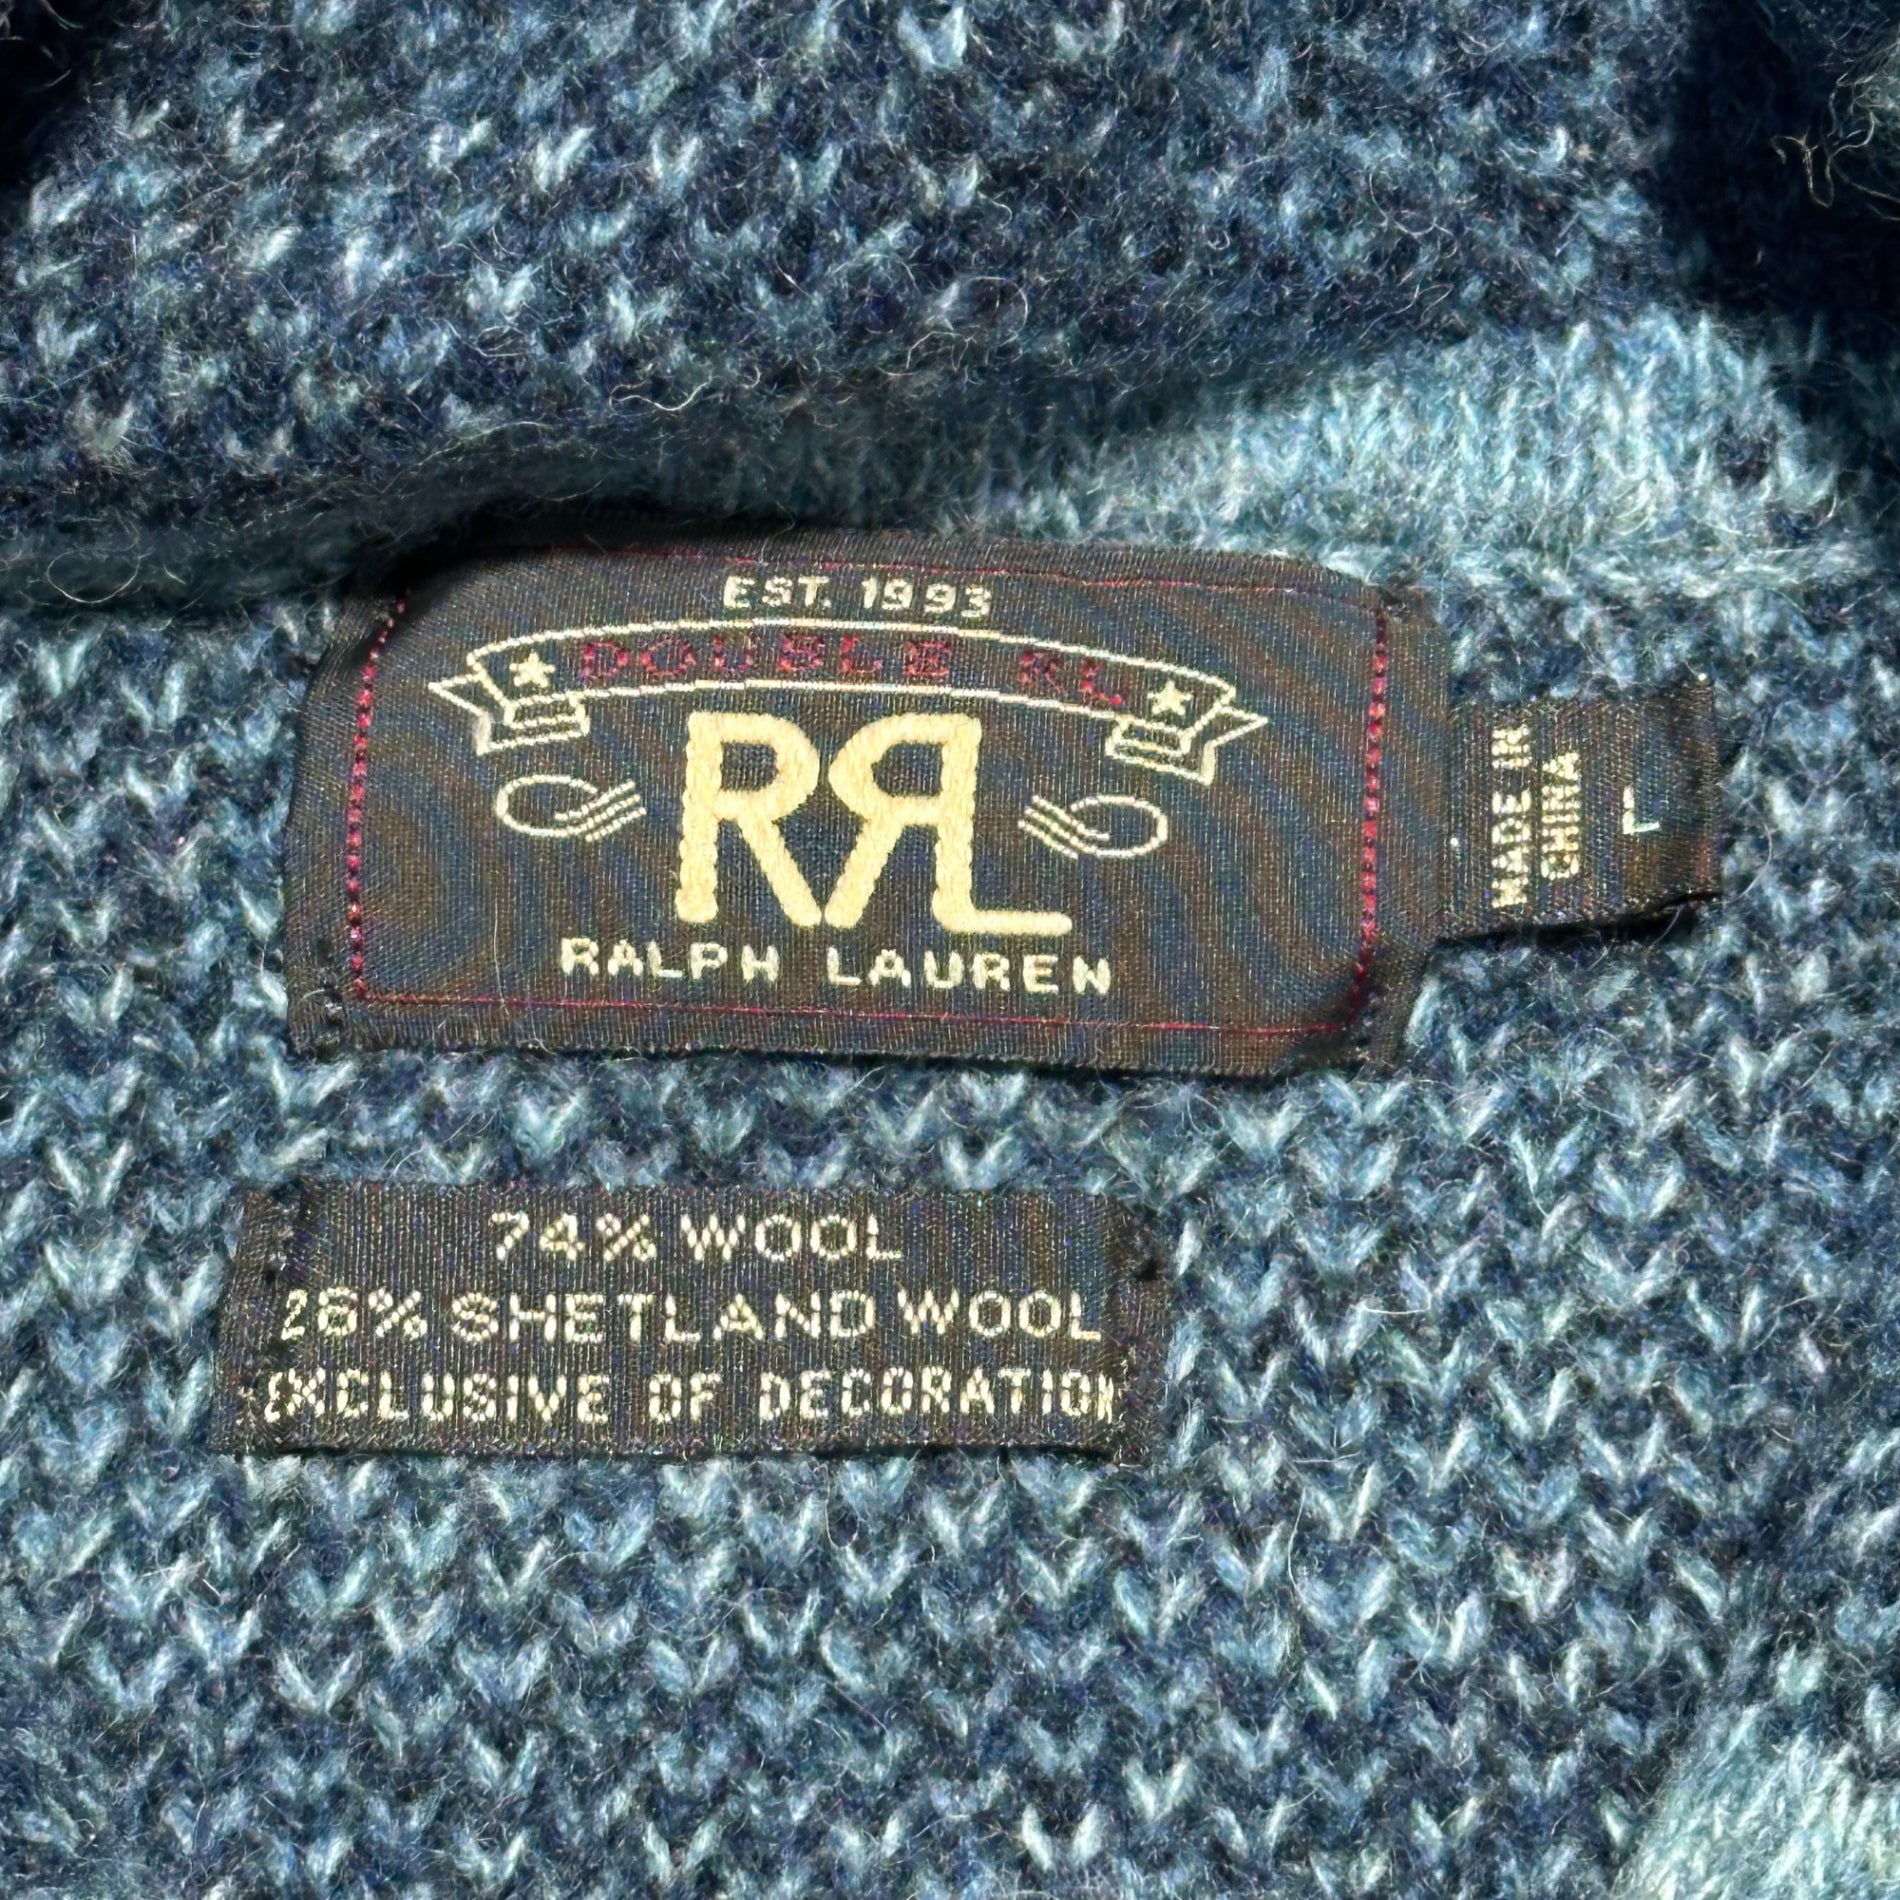 EST. 1993
DOUBLE RL
RRL
RALPH LAUREN
MADE IN
CHINA
L
74% WOOL
26% SHETLAND WOOL
EXCLUSIVE OF DECORATION